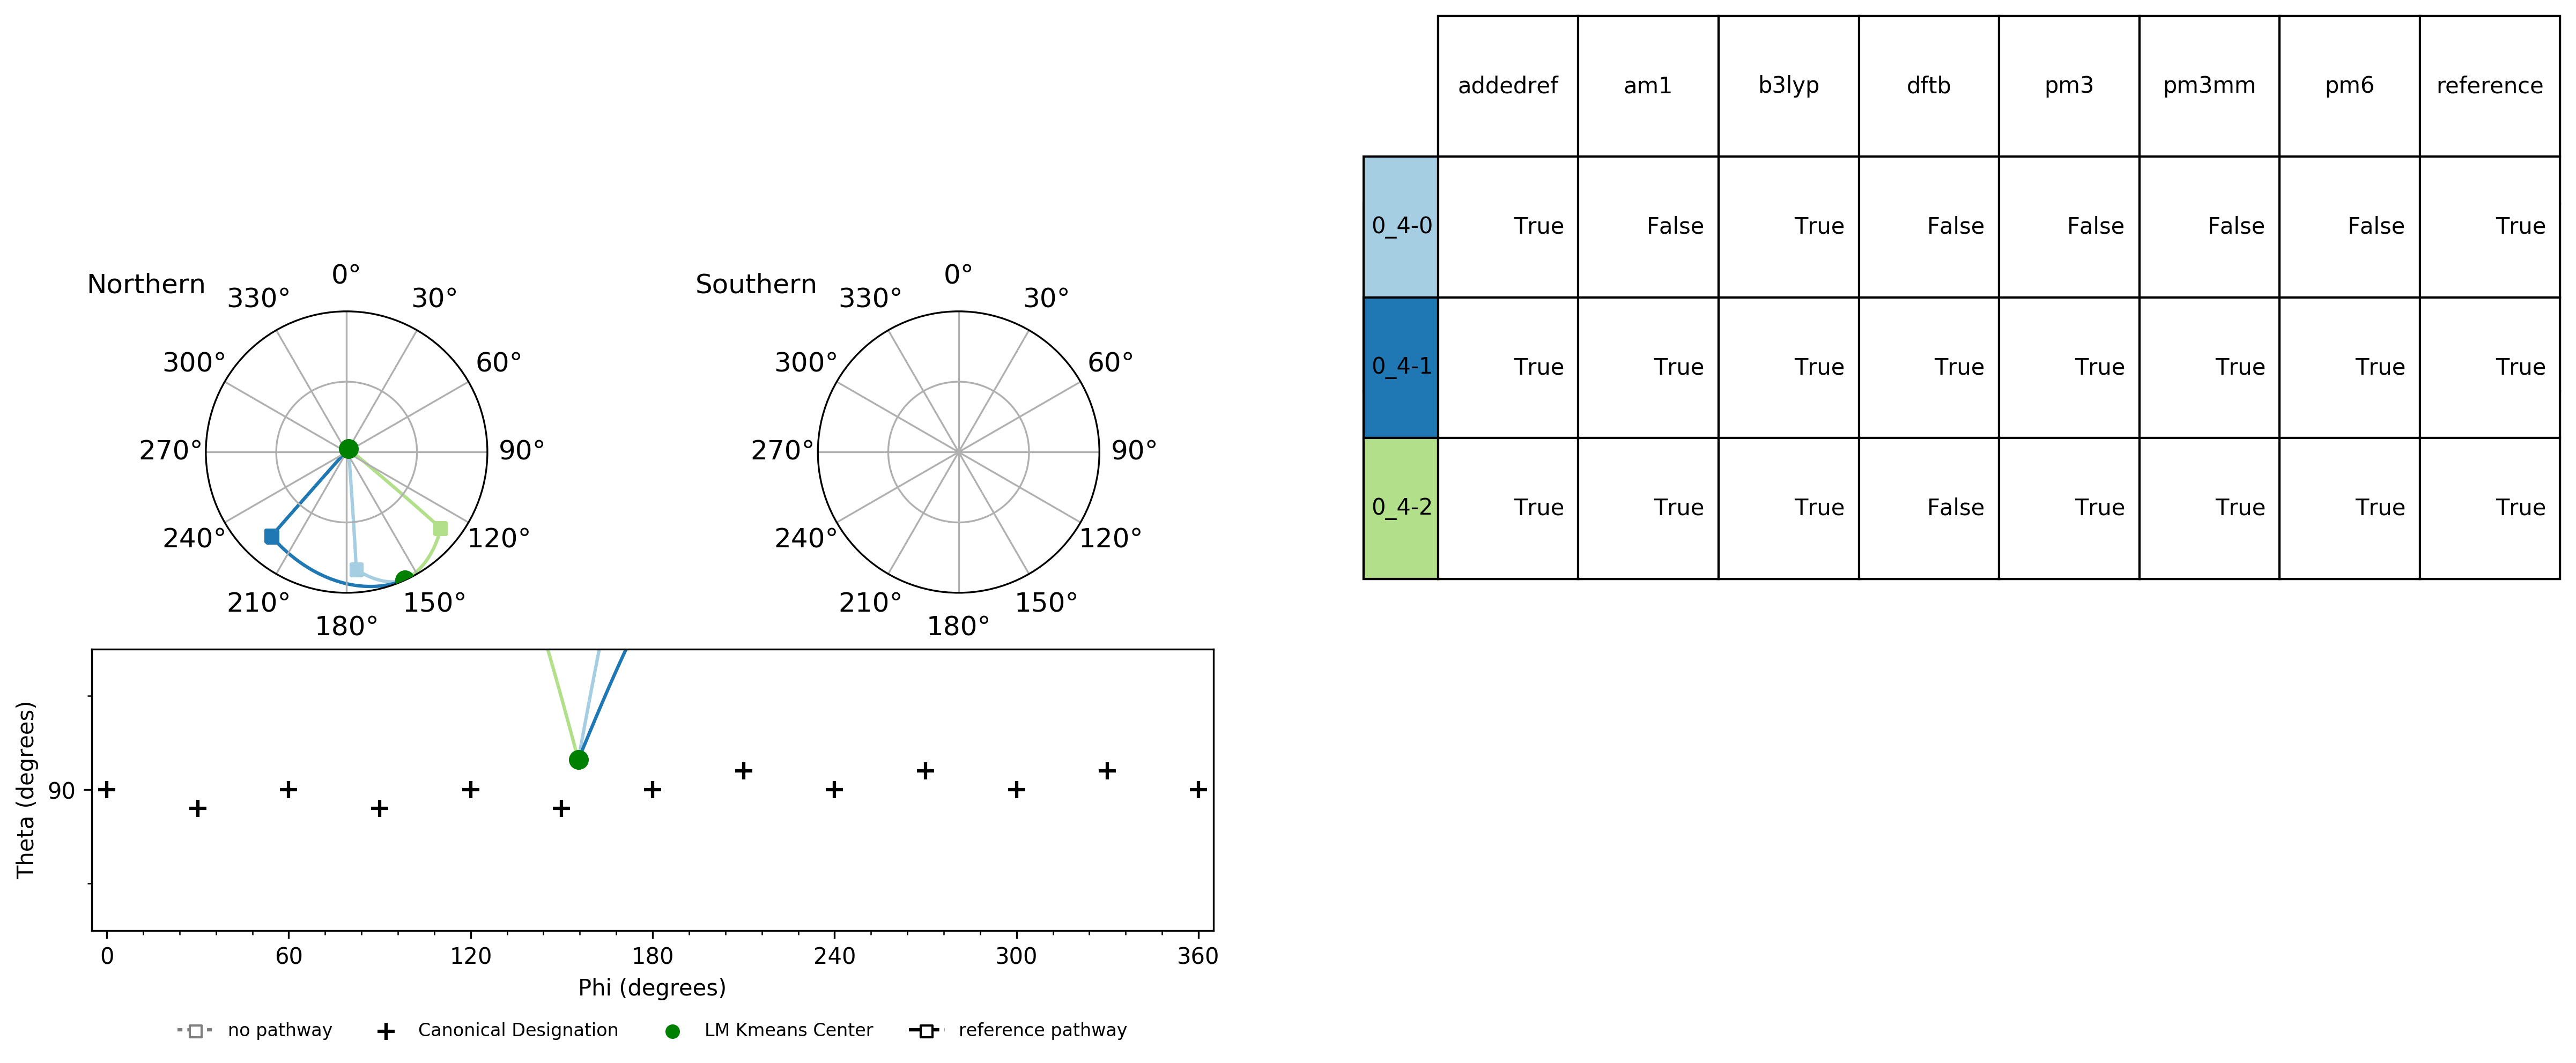 addedref am1 b3lyp dftb pm3 pm3mm pm6 reference
0_4-0 True False True False False False False True
0_4-1 True True True True True True True True
0_4-2 True True True False True True True True
Northern
0°
30°
60°
90°
120°
150°
180°
210°
240°
270°
300°
330°
Southern
0°
30°
60°
90°
120°
150°
180°
210°
240°
270°
300°
330°
Theta (degrees)
90
0 60 120 180 240 300 360
Phi (degrees)
no pathway Canonical Designation LM Kmeans Center reference pathway